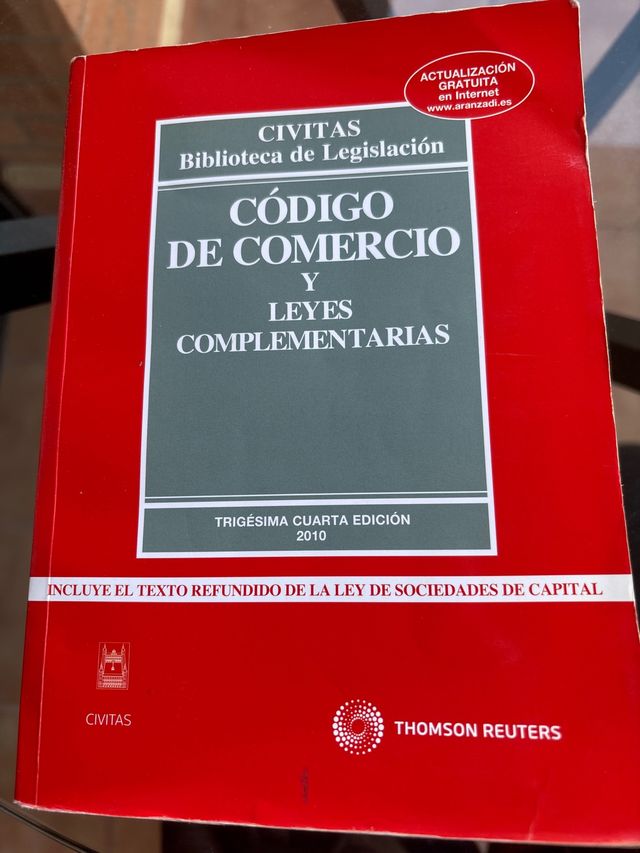 ACTUALIZACIÓN
GRATUITA
en Internet
www.aranzadi.es
CIVITAS
Biblioteca de Legislación
CÓDIGO
DE COMERCIO
Y
LEYES
COMPLEMENTARIAS
TRIGÉSIMA CUARTA EDICIÓN
2010
INCLUYE EL TEXTO REFUNDIDO DE LA LEY DE SOCIEDADES DE CAPITAL
CIVITAS
THOMSON REUTERS